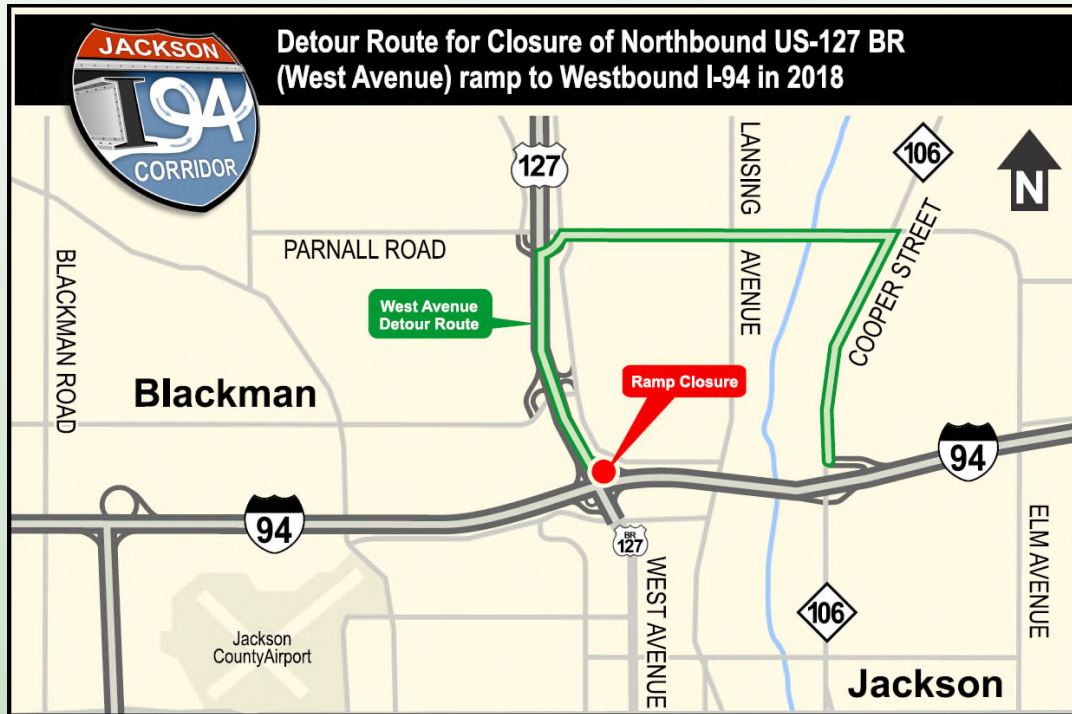 JACKSON
I94
CORRIDOR
Detour Route for Closure of Northbound US-127 BR
(West Avenue) ramp to Westbound I-94 in 2018
127
LANSING AVENUE
106
N
PARNALL ROAD
COOPER STREET
BLACKMAN ROAD
West Avenue
Detour Route
Ramp Closure
Blackman
94
94
BR
127
WEST AVENUE
ELM AVENUE
106
Jackson
CountyAirport
Jackson